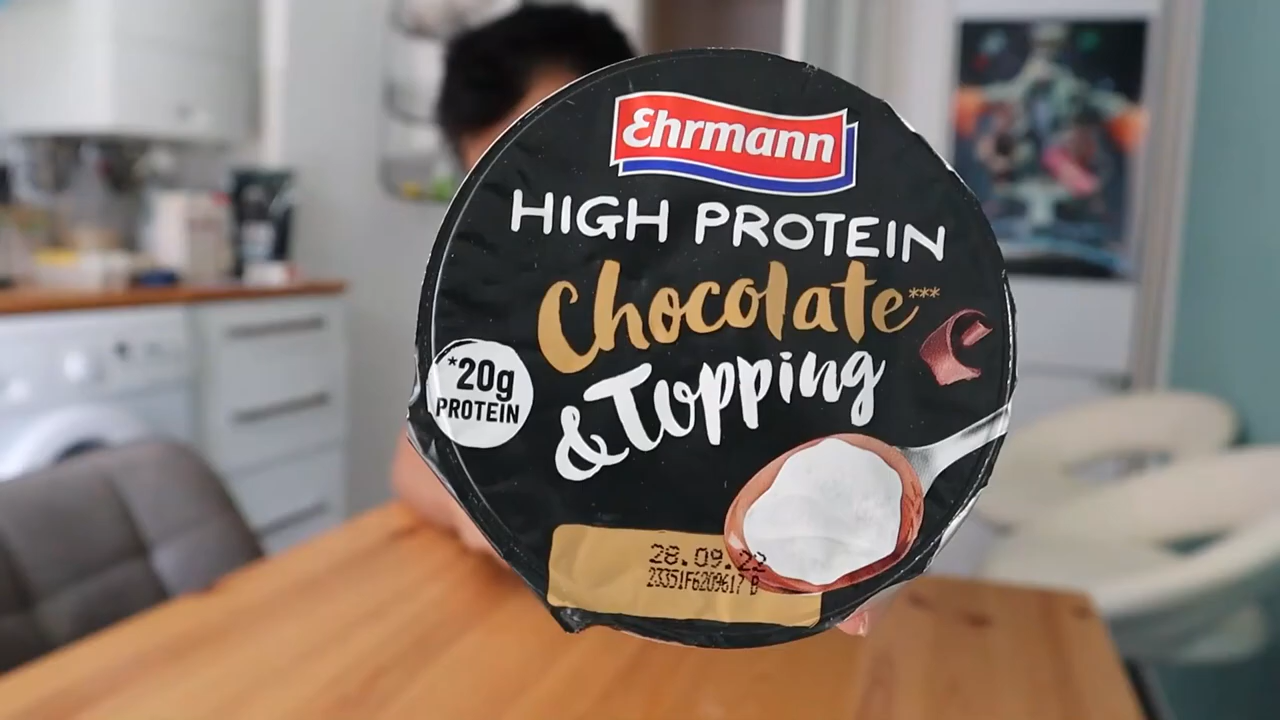 Ehrmann
HIGH PROTEIN
Chocolate***
& Topping
*20g
PROTEIN
28.09.22
23351F6209617 B